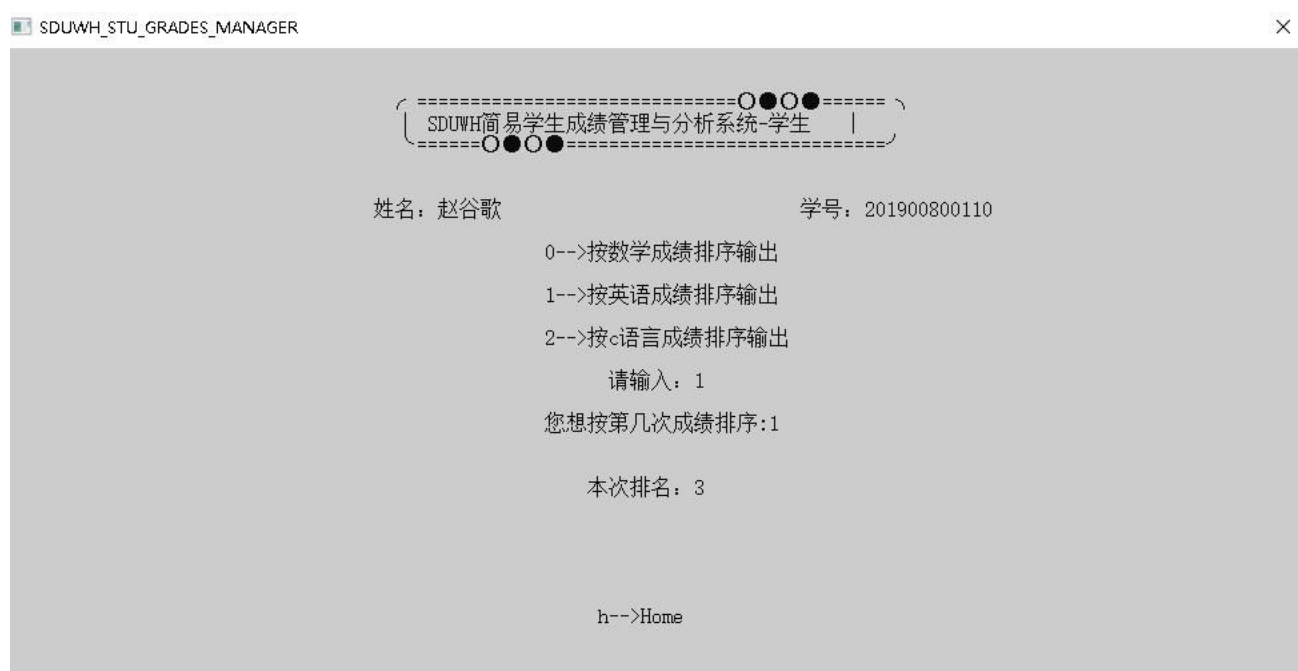 SDUWH_STU_GRADES_MANAGER
╭ ==============================○●○●====== ╮
│ SDUWH简易学生成绩管理与分析系统-学生 │
╰======○●○●==============================╯
姓名：赵谷歌 学号：201900800110
0-->按数学成绩排序输出
1-->按英语成绩排序输出
2-->按c语言成绩排序输出
请输入：1
您想按第几次成绩排序:1
本次排名：3
h-->Home